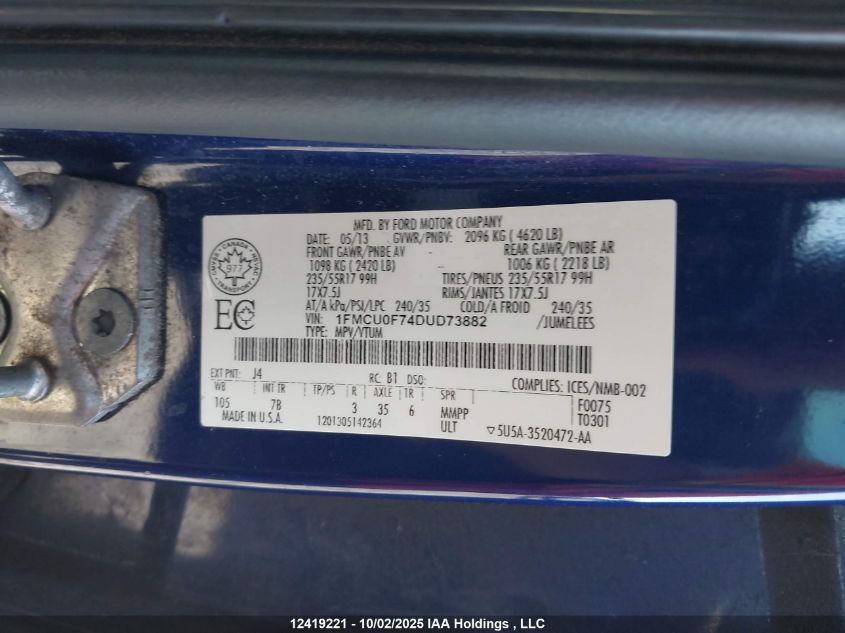 MFD. BY FORD MOTOR COMPANY
DATE: 05/13 GVWR/PNBV: 2096 KG ( 4620 LB)
FRONT GAWR/PNBE AV REAR GAWR/PNBE AR
1098 KG ( 2420 LB) 1006 KG ( 2218 LB)
235/55R17 99H TIRES/PNEUS 235/55R17 99H
17X7.5J RIMS/JANTES 17X7.5J
AT/A kPa/PSI/LPC 240/35 COLD/A FROID 240/35
VIN: 1FMCU0F74DUD73882 /JUMELEES
TYPE: MPV/VTUM
CANADA
977
TRANSPORT
EC
EXT PNT: J4 RC: B1 DSO: COMPLIES: ICES/NMB-002
WB INT TR TP/PS R AXLE TR SPR F0075
105 7B 3 35 6 MMPP T0301
MADE IN U.S.A. 1201305142364 ULT ▽5U5A-3520472-AA
12419221 - 10/02/2025 IAA Holdings , LLC